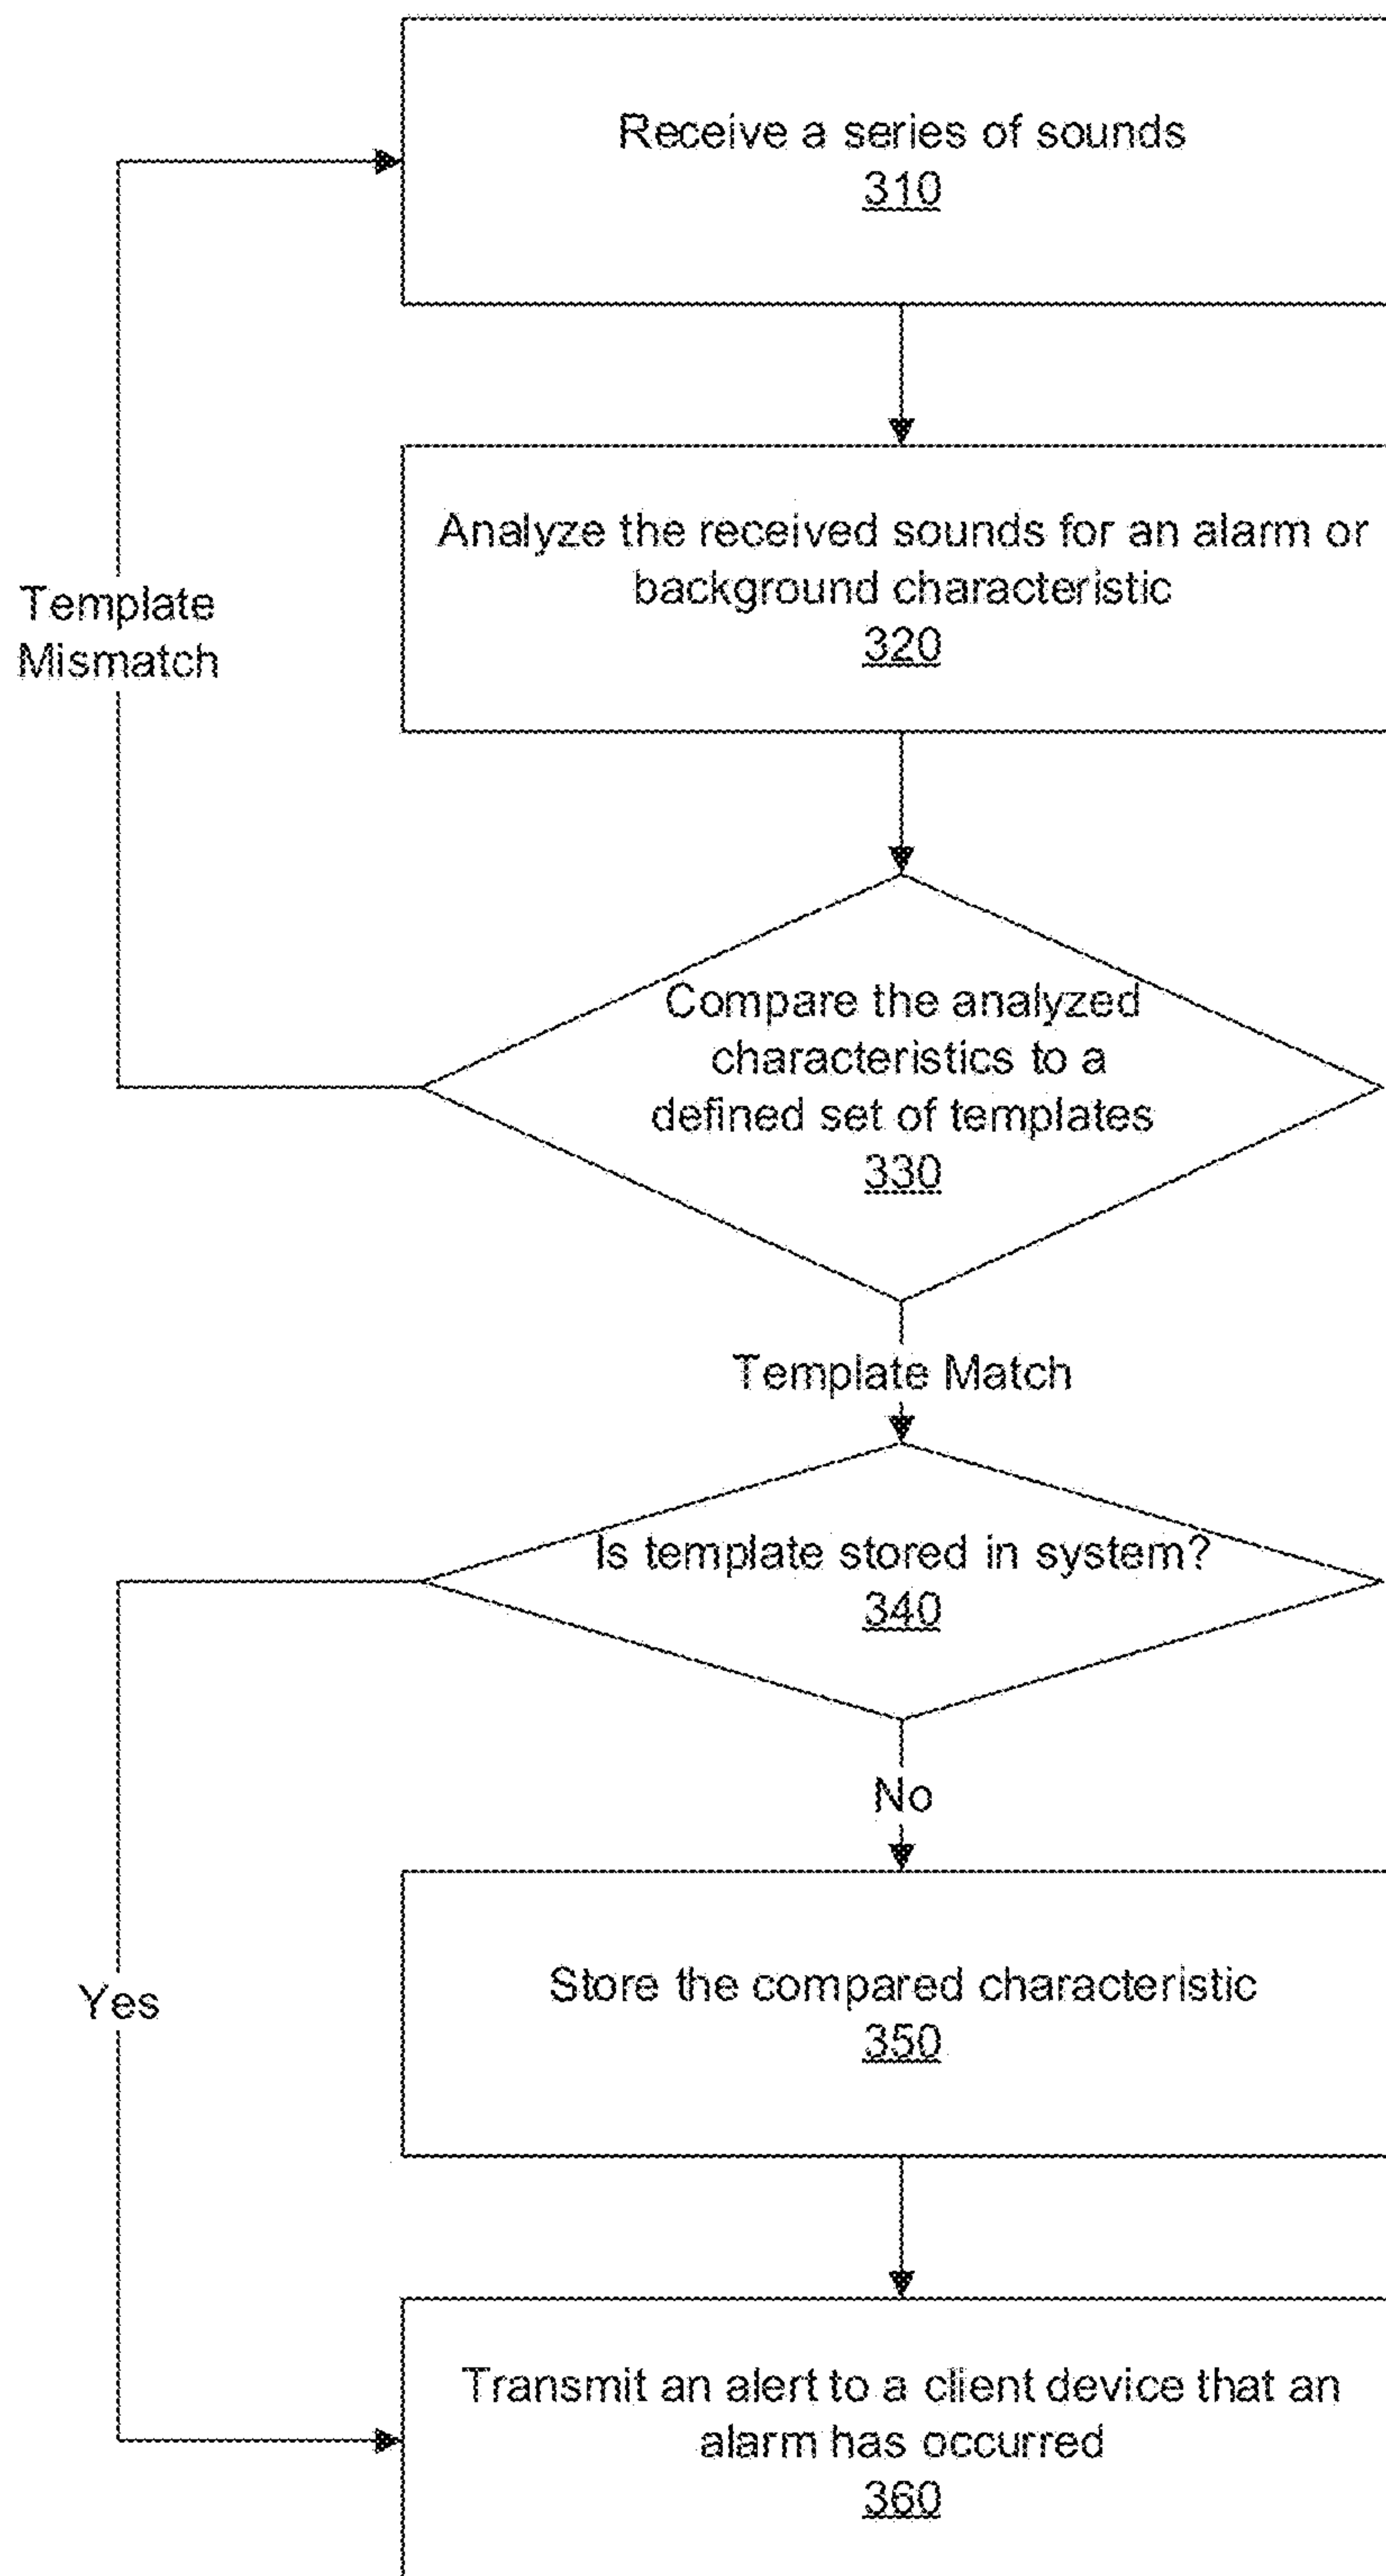 Receive a series of sounds
310
Analyze the received sounds for an alarm or
background characteristic
320
Template
Mismatch
Compare the analyzed
characteristics to a
defined set of templates
330
Template Match
Is template stored in system?
340
No
Yes
Store the compared characteristic
350
Transmit an alert to a client device that an
alarm has occurred
360